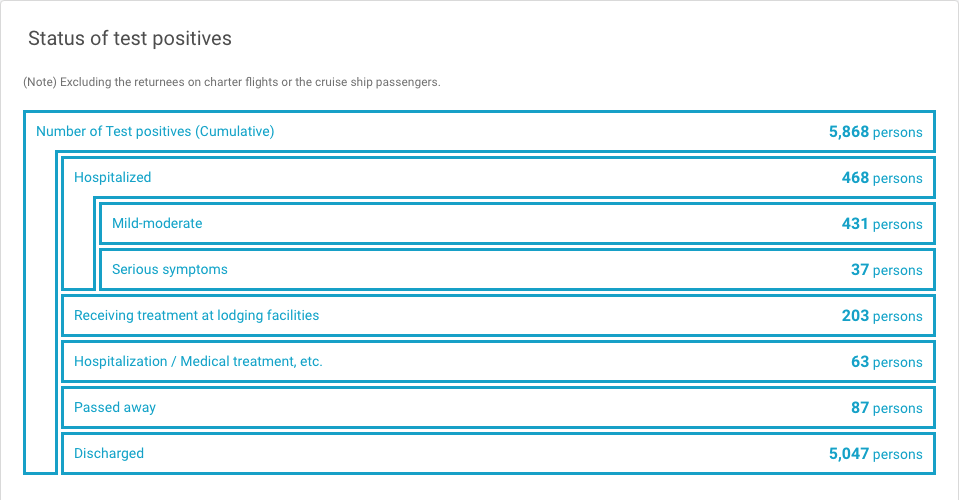 Status of test positives
(Note) Excluding the returnees on charter flights or the cruise ship passengers.
Number of Test positives (Cumulative) 5,868 persons
Hospitalized 468 persons
Mild-moderate 431 persons
Serious symptoms 37 persons
Receiving treatment at lodging facilities 203 persons
Hospitalization / Medical treatment, etc. 63 persons
Passed away 87 persons
Discharged 5,047 persons